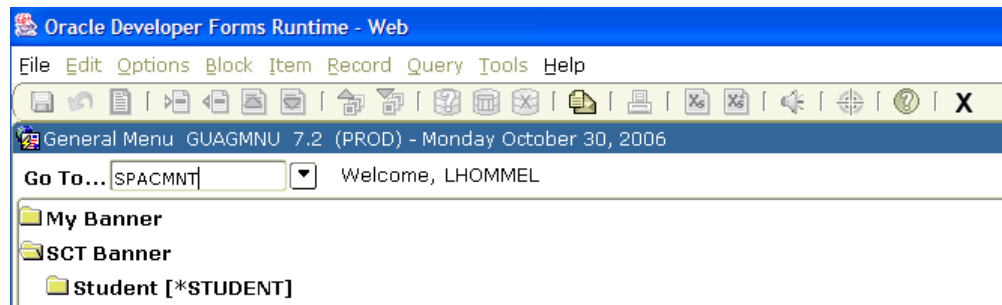 Oracle Developer Forms Runtime - Web
File Edit Options Block Item Record Query Tools Help
X
General Menu GUAGMNU 7.2 (PROD) - Monday October 30, 2006
Go To... SPACMNT Welcome, LHOMMEL
My Banner
SCT Banner
Student [*STUDENT]